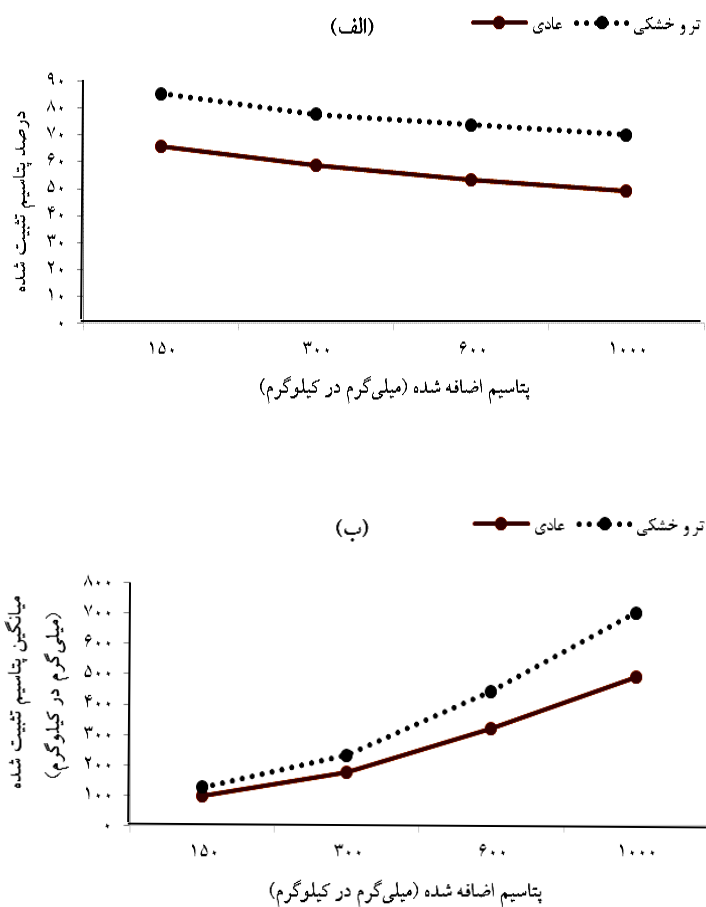 (الف)
عادی
تر و خشکی
درصد پتاسیم تثبیت شده
۹۰
۸۰
۷۰
۶۰
۵۰
۴۰
۳۰
۲۰
۱۰
۰
۱۵۰ ۳۰۰ ۶۰۰ ۱۰۰۰
پتاسیم اضافه شده (میلی‌گرم در کیلوگرم)
(ب)
عادی
تر و خشکی
میانگین پتاسیم تثبیت شده
(میلی‌گرم در کیلوگرم)
۸۰۰
۷۰۰
۶۰۰
۵۰۰
۴۰۰
۳۰۰
۲۰۰
۱۰۰
۰
۱۵۰ ۳۰۰ ۶۰۰ ۱۰۰۰
پتاسیم اضافه شده (میلی‌گرم در کیلوگرم)